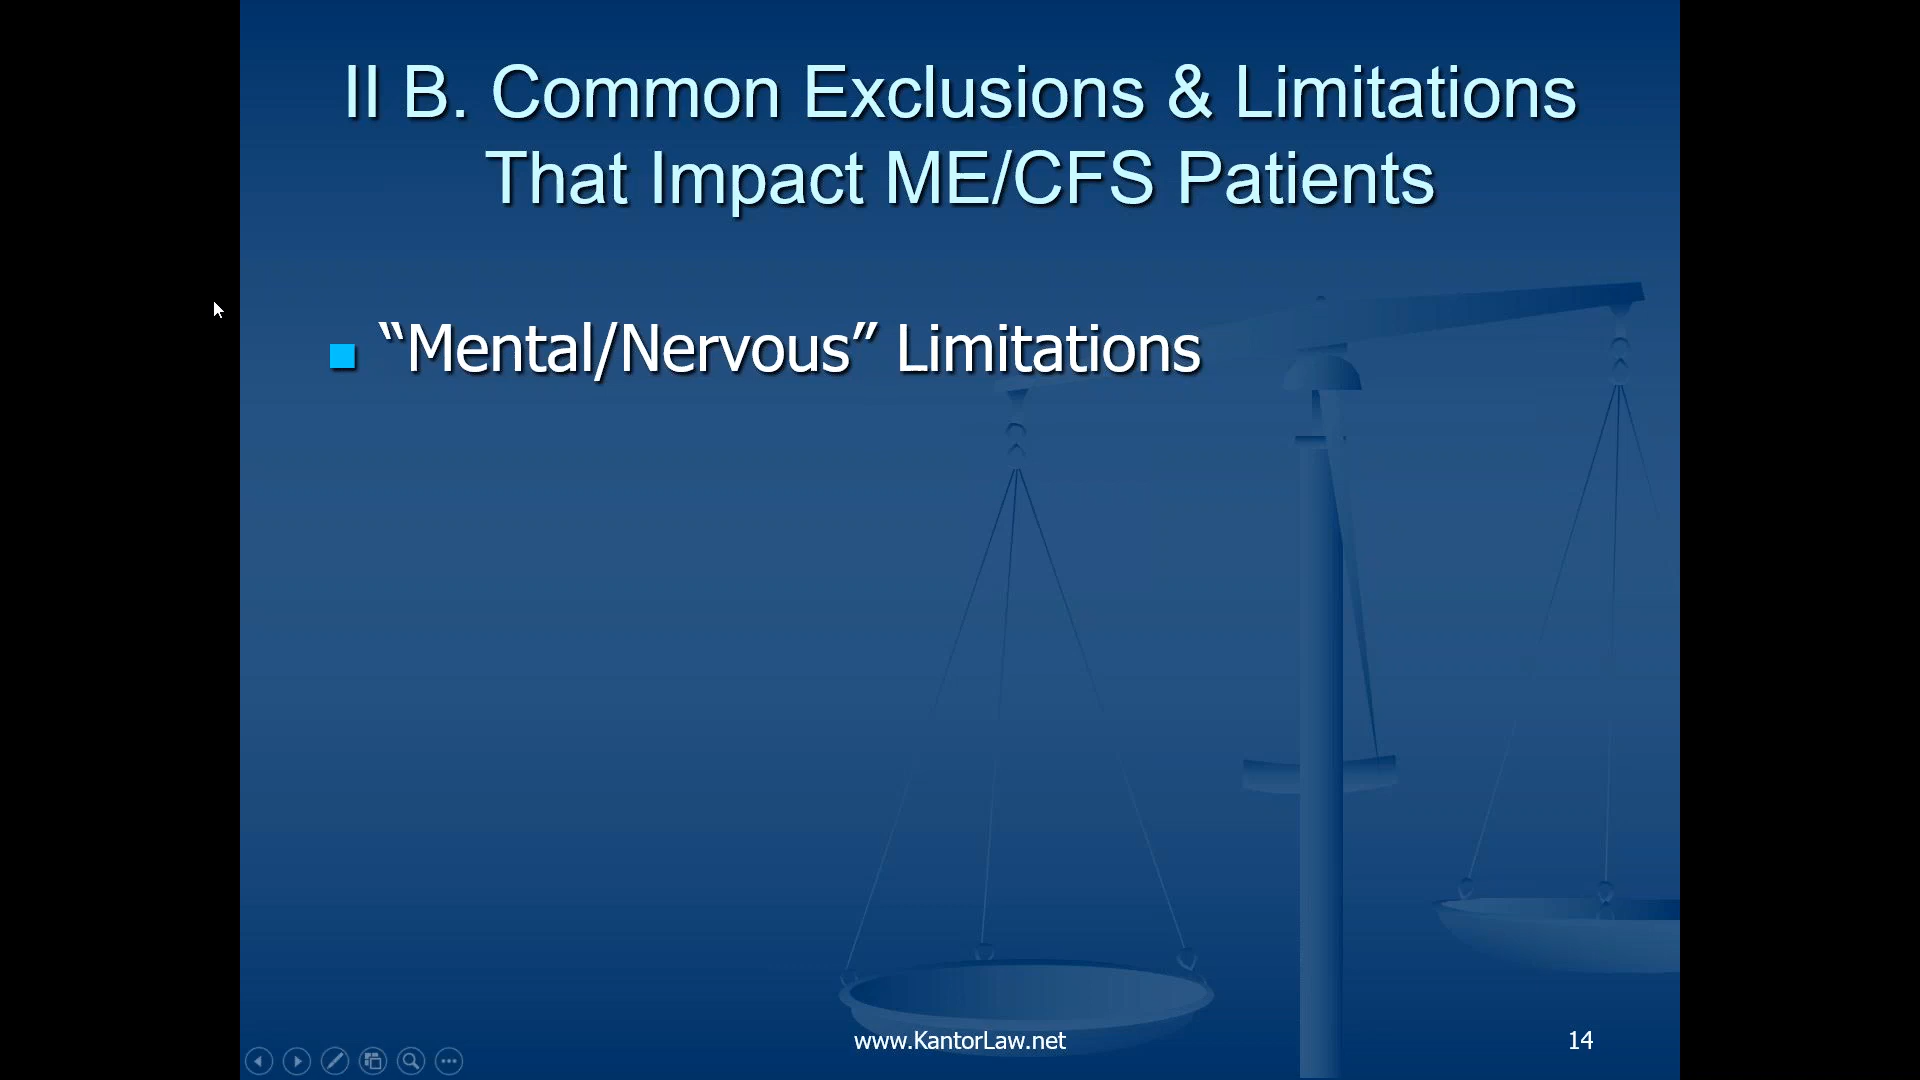 II B. Common Exclusions & Limitations
That Impact ME/CFS Patients
“Mental/Nervous” Limitations
www.KantorLaw.net
14